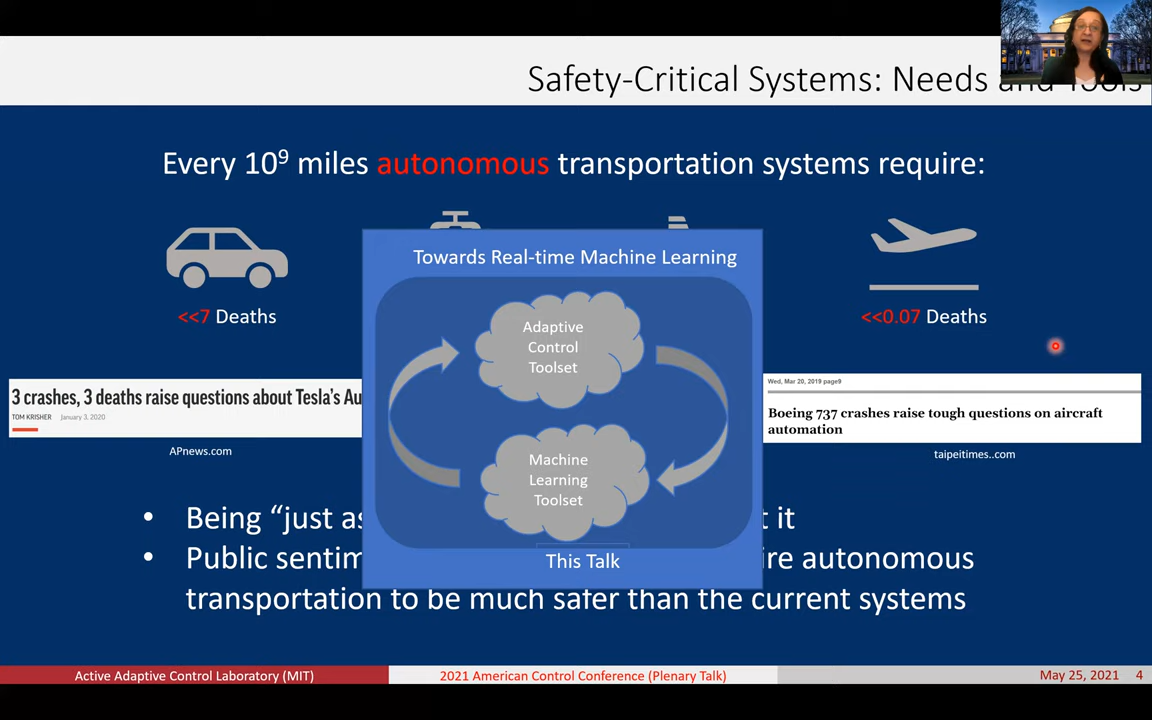 Safety-Critical Systems: Needs and Tools
Every 10⁹ miles autonomous transportation systems require:
<<7 Deaths
<<0.07 Deaths
3 crashes, 3 deaths raise questions about Tesla's Au
TOM KRISHER January 3, 2020
APnews.com
Towards Real-time Machine Learning
Adaptive
Control
Toolset
Machine
Learning
Toolset
This Talk
Wed, Mar 20, 2019 page9
Boeing 737 crashes raise tough questions on aircraft
automation
taipeitimes..com
• Being “just as t it
• Public sentim ire autonomous
transportation to be much safer than the current systems
Active Adaptive Control Laboratory (MIT)
2021 American Control Conference (Plenary Talk)
May 25, 2021 4